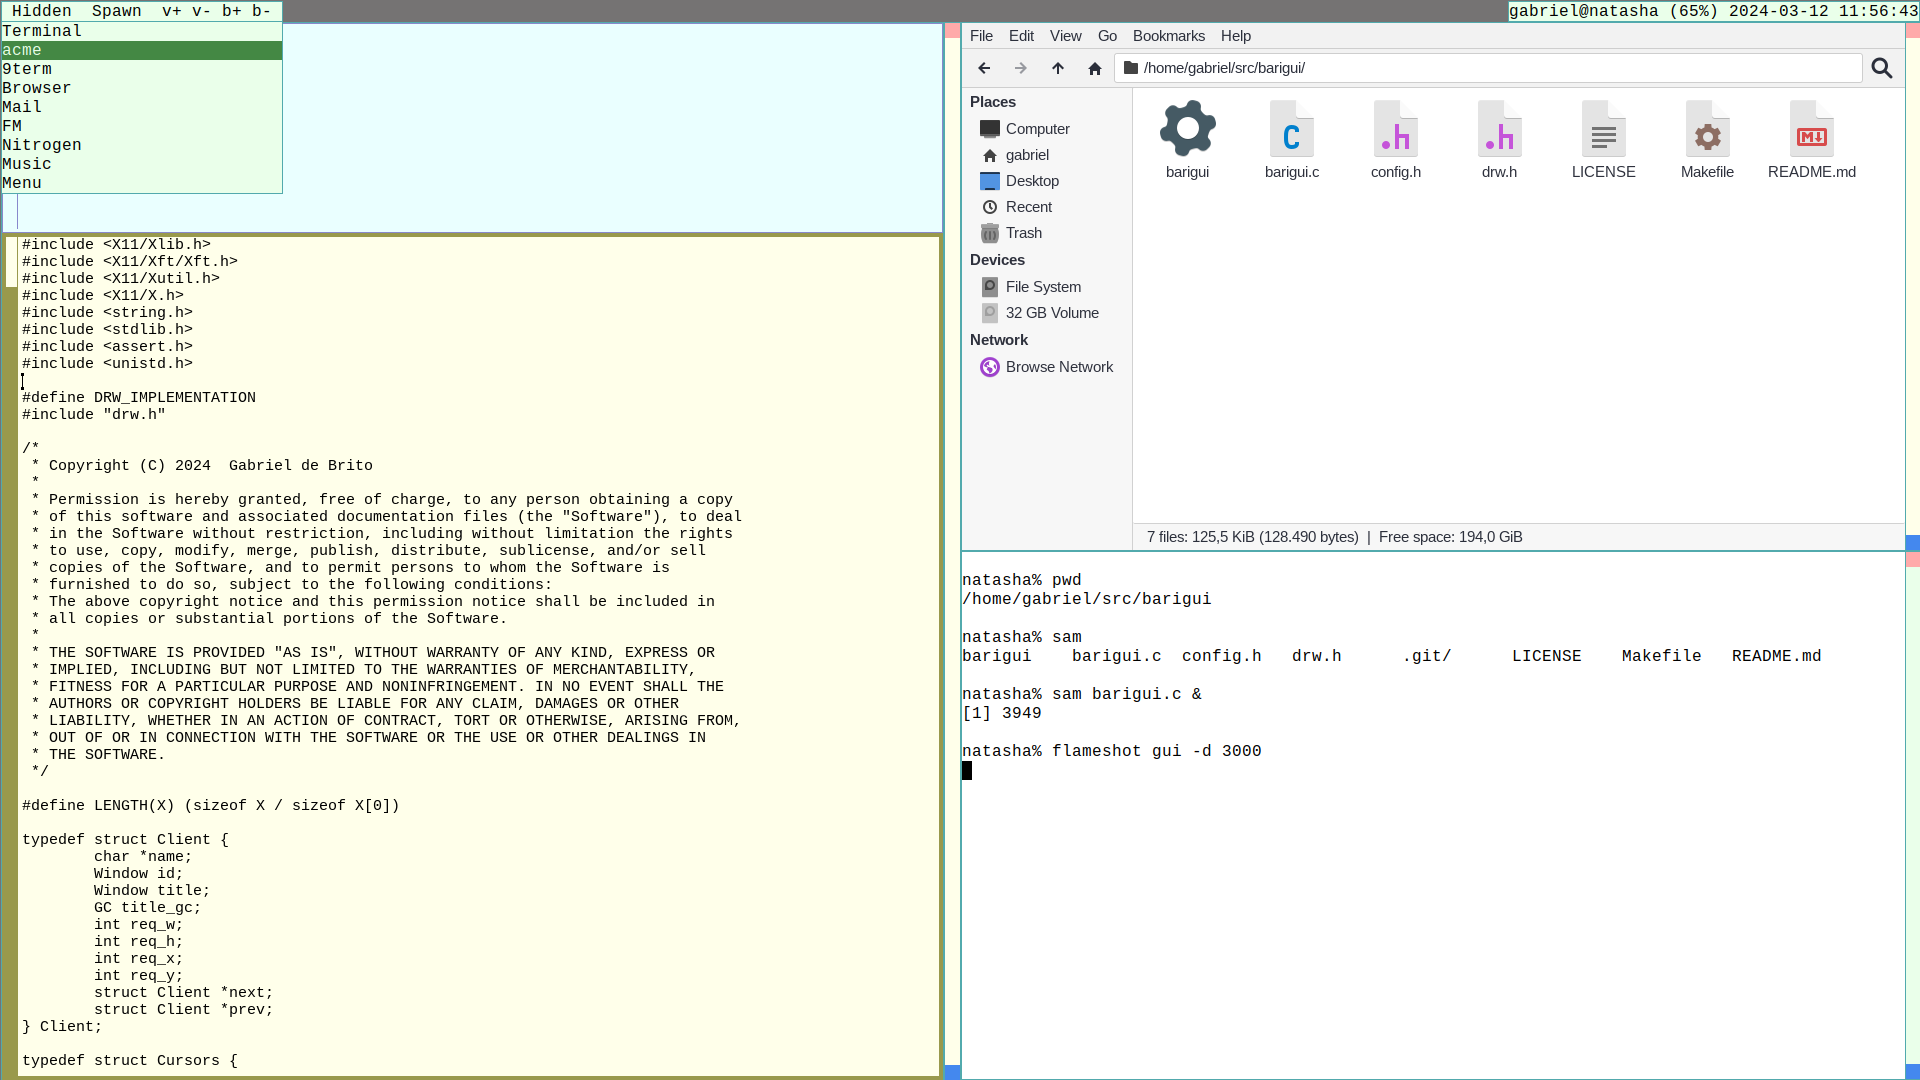 Hidden  Spawn  v+ v- b+ b-
gabriel@natasha (65%) 2024-03-12 11:56:43
Terminal
acme
9term
Browser
Mail
FM
Nitrogen
Music
Menu
#include <X11/Xlib.h>
#include <X11/Xft/Xft.h>
#include <X11/Xutil.h>
#include <X11/X.h>
#include <string.h>
#include <stdlib.h>
#include <assert.h>
#include <unistd.h>
#define DRW_IMPLEMENTATION
#include "drw.h"
/*
 * Copyright (C) 2024  Gabriel de Brito
 *
 * Permission is hereby granted, free of charge, to any person obtaining a copy
 * of this software and associated documentation files (the "Software"), to deal
 * in the Software without restriction, including without limitation the rights
 * to use, copy, modify, merge, publish, distribute, sublicense, and/or sell
 * copies of the Software, and to permit persons to whom the Software is
 * furnished to do so, subject to the following conditions:
 * The above copyright notice and this permission notice shall be included in
 * all copies or substantial portions of the Software.
 *
 * THE SOFTWARE IS PROVIDED "AS IS", WITHOUT WARRANTY OF ANY KIND, EXPRESS OR
 * IMPLIED, INCLUDING BUT NOT LIMITED TO THE WARRANTIES OF MERCHANTABILITY,
 * FITNESS FOR A PARTICULAR PURPOSE AND NONINFRINGEMENT. IN NO EVENT SHALL THE
 * AUTHORS OR COPYRIGHT HOLDERS BE LIABLE FOR ANY CLAIM, DAMAGES OR OTHER
 * LIABILITY, WHETHER IN AN ACTION OF CONTRACT, TORT OR OTHERWISE, ARISING FROM,
 * OUT OF OR IN CONNECTION WITH THE SOFTWARE OR THE USE OR OTHER DEALINGS IN
 * THE SOFTWARE.
 */
#define LENGTH(X) (sizeof X / sizeof X[0])
typedef struct Client {
        char *name;
        Window id;
        Window title;
        GC title_gc;
        int req_w;
        int req_h;
        int req_x;
        int req_y;
        struct Client *next;
        struct Client *prev;
} Client;
typedef struct Cursors {
File Edit View Go Bookmarks Help
/home/gabriel/src/barigui/
Places
Computer
gabriel
Desktop
Recent
Trash
Devices
File System
32 GB Volume
Network
Browse Network
C .h .h M
barigui barigui.c config.h drw.h LICENSE Makefile README.md
7 files: 125,5 KiB (128.490 bytes)  |  Free space: 194,0 GiB
natasha% pwd
/home/gabriel/src/barigui
natasha% sam
barigui    barigui.c  config.h   drw.h      .git/      LICENSE    Makefile   README.md
natasha% sam barigui.c &
[1] 3949
natasha% flameshot gui -d 3000